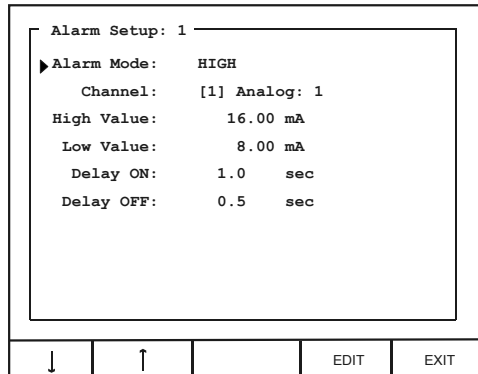 Alarm Setup: 1
Alarm Mode: HIGH
Channel: [1] Analog: 1
High Value: 16.00 mA
Low Value: 8.00 mA
Delay ON: 1.0 sec
Delay OFF: 0.5 sec
↓ ↑ EDIT EXIT